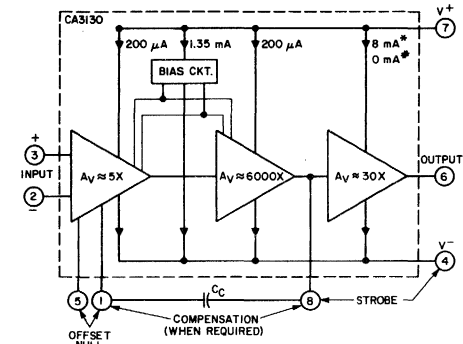 CA3130
V+
7
200 μA
1.35 mA
200 μA
8 mA*
0 mA#
BIAS CKT.
+
3
INPUT
2
−
AV ≈ 5X
AV ≈ 6000X
AV ≈ 30X
OUTPUT
6
V−
4
5
1
CC
8
STROBE
OFFSET
NULL
COMPENSATION
(WHEN REQUIRED)